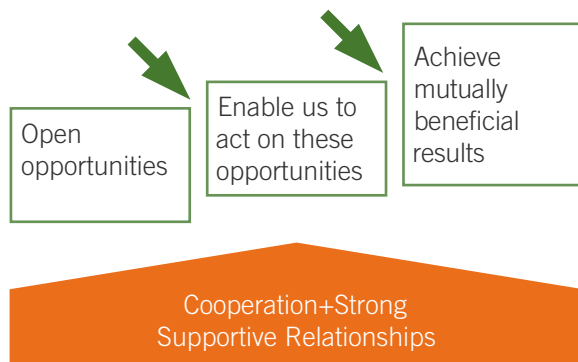 Open
opportunities
Enable us to
act on these
opportunities
Achieve
mutually
beneficial
results
Cooperation+Strong
Supportive Relationships